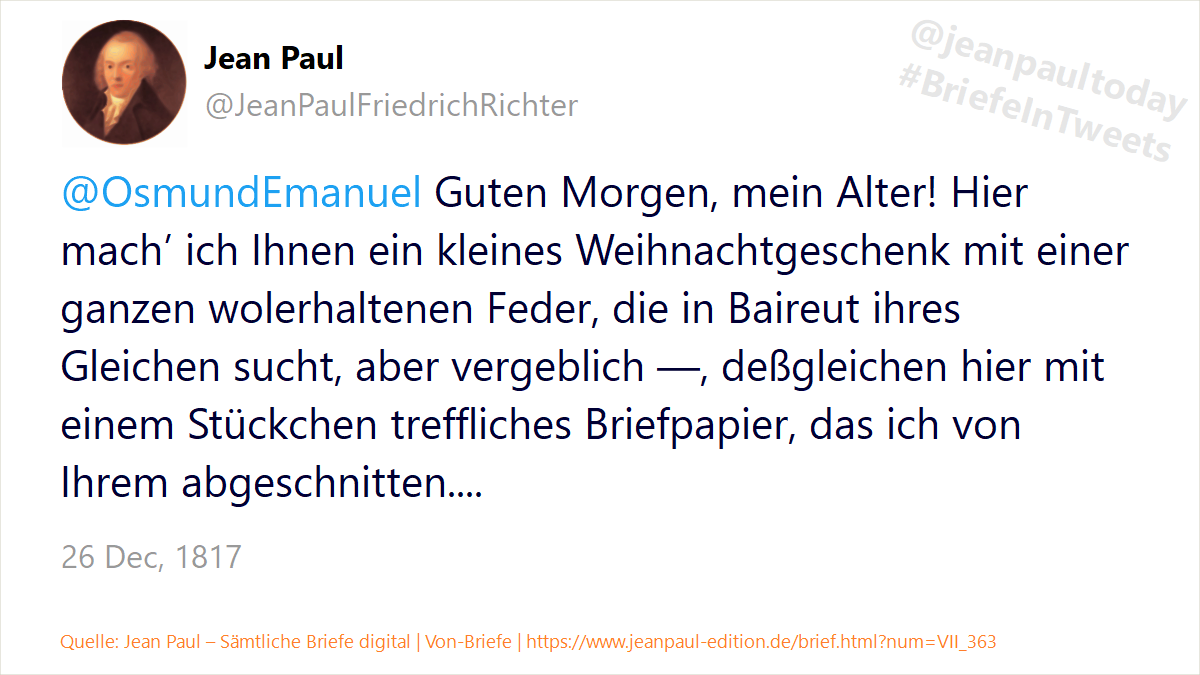 Jean Paul
@JeanPaulFriedrichRichter
@jeanpaultoday
#BriefeInTweets
@OsmundEmanuel Guten Morgen, mein Alter! Hier
mach’ ich Ihnen ein kleines Weihnachtgeschenk mit einer
ganzen wolerhaltenen Feder, die in Baireut ihres
Gleichen sucht, aber vergeblich —, deßgleichen hier mit
einem Stückchen treffliches Briefpapier, das ich von
Ihrem abgeschnitten....
26 Dec, 1817
Quelle: Jean Paul – Sämtliche Briefe digital | Von-Briefe | https://www.jeanpaul-edition.de/brief.html?num=VII_363